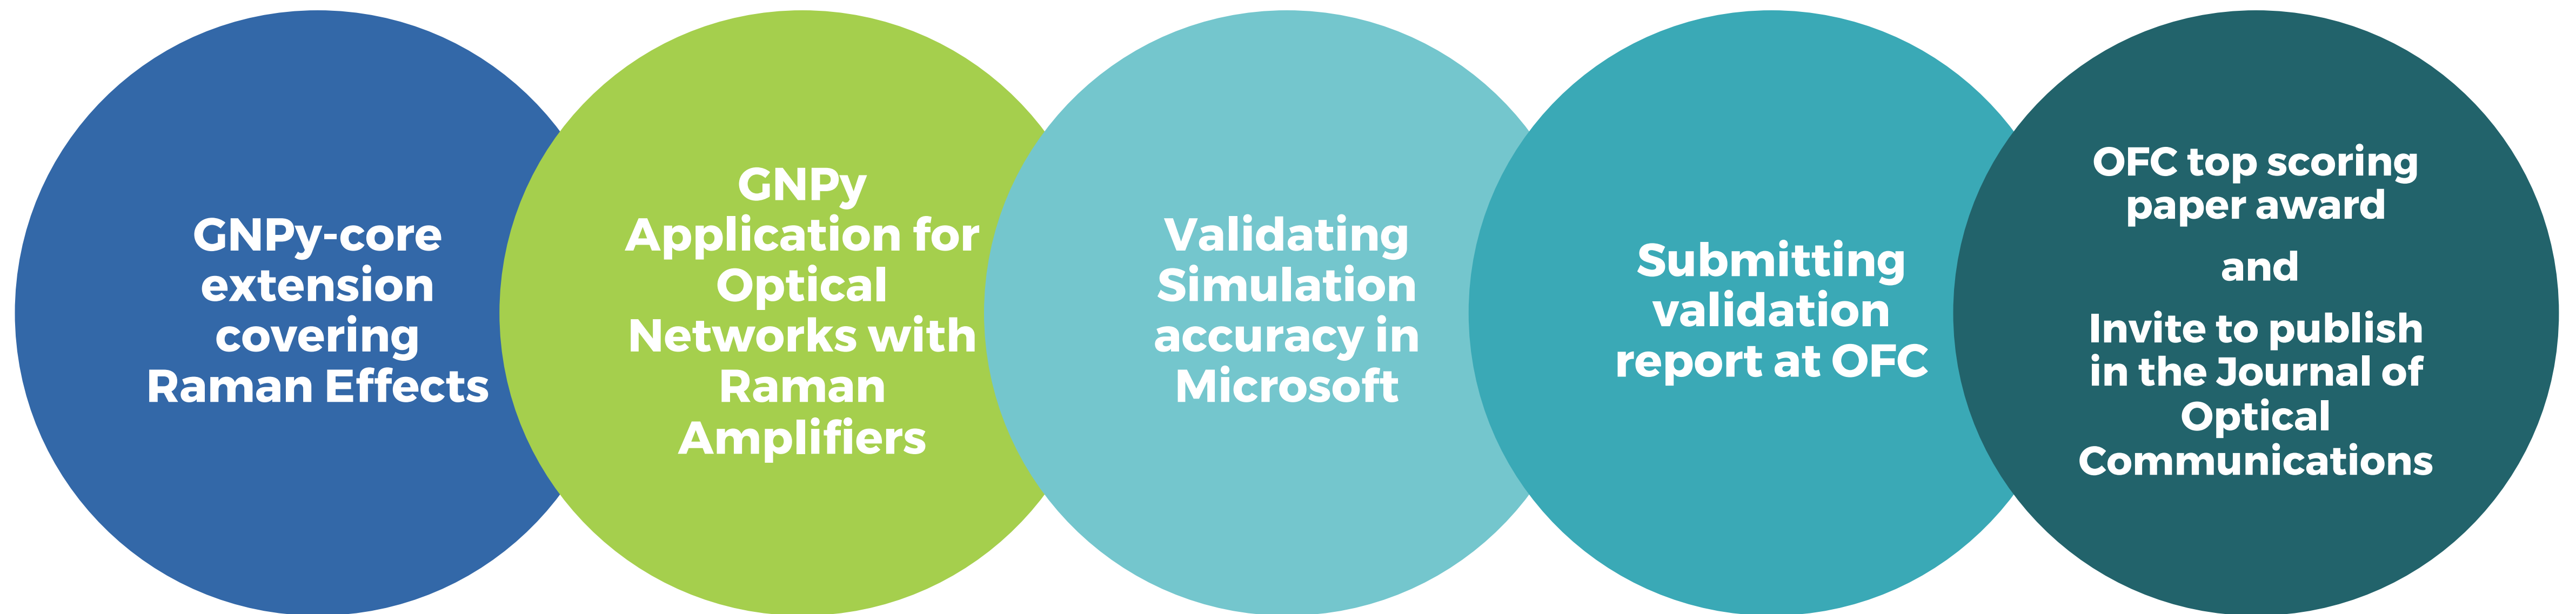 GNPy-core
extension
covering
Raman Effects
GNPy
Application for
Optical
Networks with
Raman
Amplifiers
Validating
Simulation
accuracy in
Microsoft
Submitting
validation
report at OFC
OFC top scoring
paper award
and
Invite to publish
in the Journal of
Optical
Communications